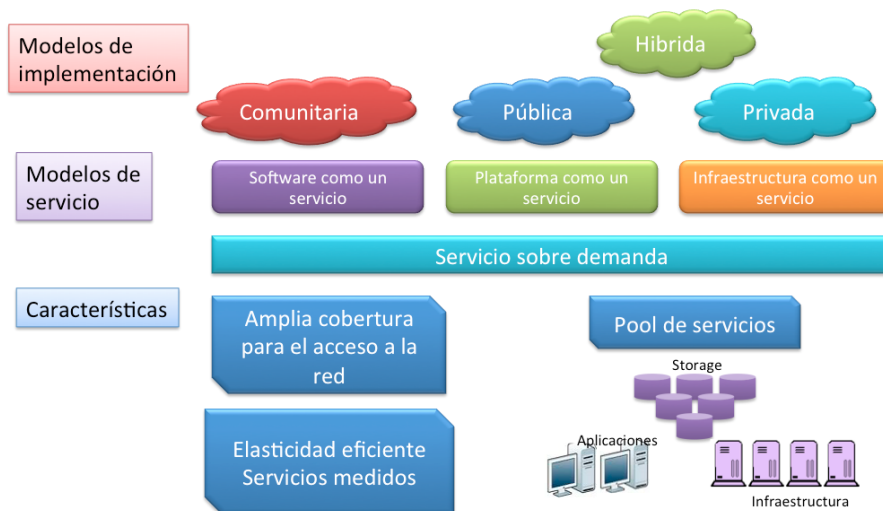 Modelos de
implementación
Hibrida
Comunitaria
Pública
Privada
Modelos de
servicio
Software como un
servicio
Plataforma como un
servicio
Infraestructura como un
servicio
Servicio sobre demanda
Características
Amplia cobertura
para el acceso a la
red
Pool de servicios
Storage
Elasticidad eficiente
Servicios medidos
Aplicaciones
Infraestructura